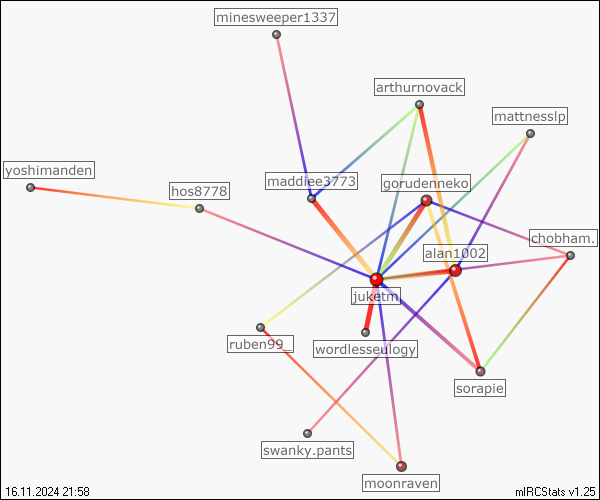 minesweeper1337
arthurnovack
mattnesslp
yoshimanden
maddiee3773
gorudenneko
hos8778
chobham.
alan1002
juketm
ruben99_
wordlesseulogy
sorapie
swanky.pants
moonraven
16.11.2024 21:58
mIRCStats v1.25